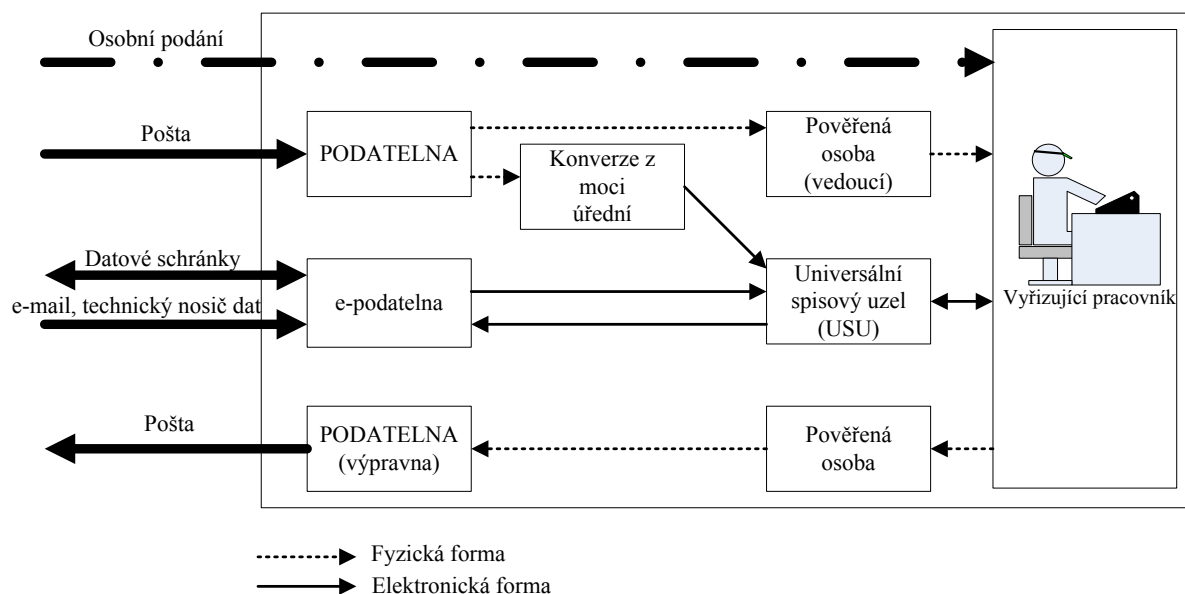 Osobní podání
Pošta
PODATELNA
Konverze z
moci
úřední
Pověřená
osoba
(vedoucí)
Datové schránky
e-mail, technický nosič dat
e-podatelna
Universální
spisový uzel
(USU)
Vyřizující pracovník
Pošta
PODATELNA
(výpravna)
Pověřená
osoba
Fyzická forma
Elektronická forma